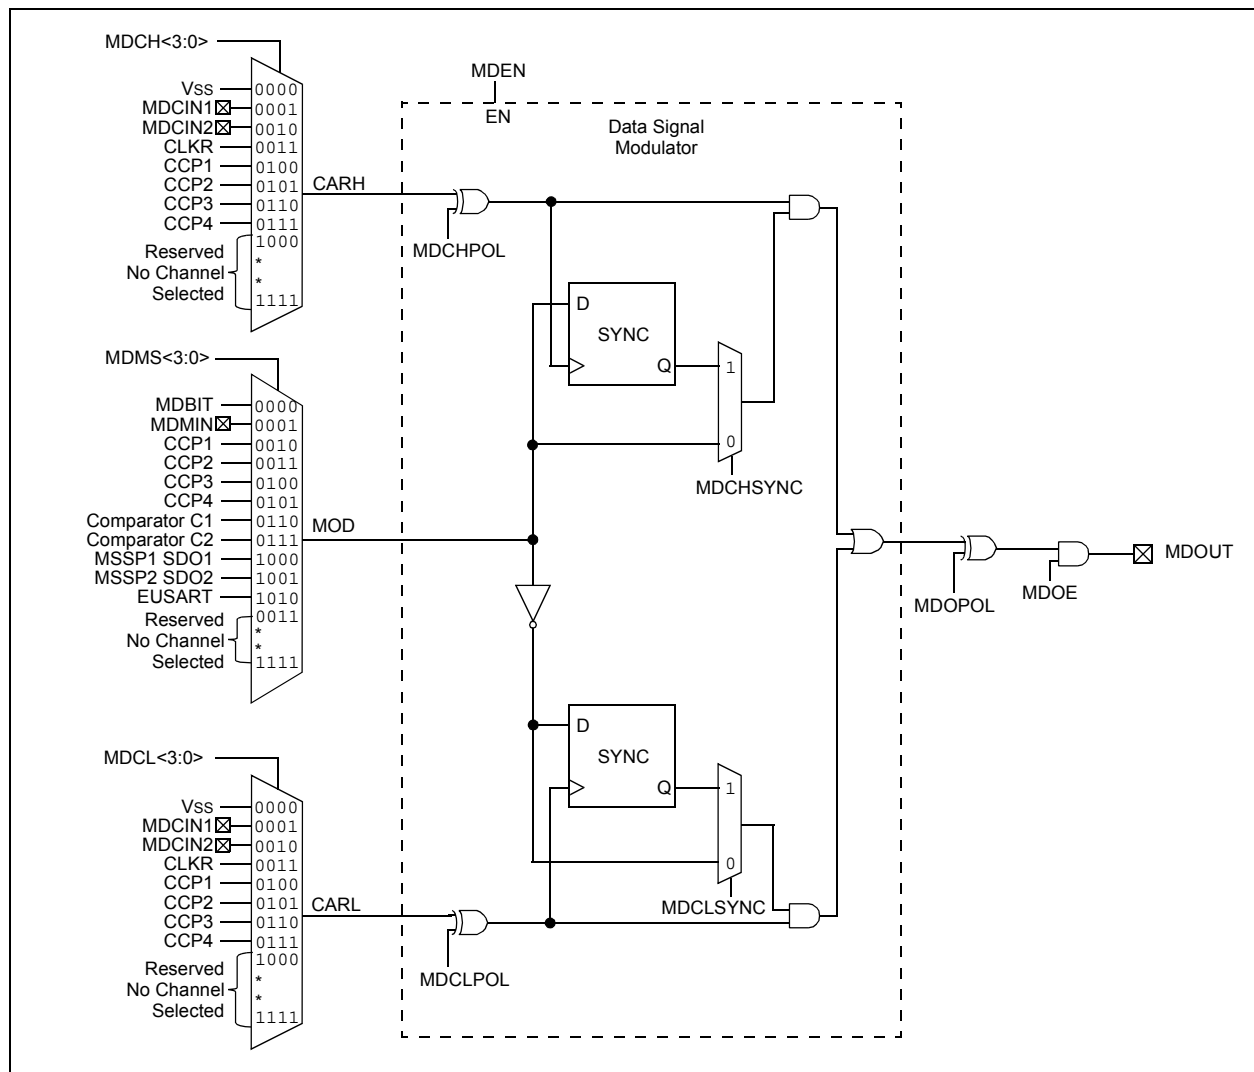 MDCH<3:0>
VSS 0000
MDCIN1 0001
MDCIN2 0010
CLKR 0011
CCP1 0100
CCP2 0101
CCP3 0110
CCP4 0111
Reserved
No Channel
Selected
1000
*
*
1111
CARH
MDMS<3:0>
MDBIT 0000
MDMIN 0001
CCP1 0010
CCP2 0011
CCP3 0100
CCP4 0101
Comparator C1 0110
Comparator C2 0111
MSSP1 SDO1 1000
MSSP2 SDO2 1001
EUSART 1010
Reserved
No Channel
Selected
0011
*
*
1111
MOD
MDCL<3:0>
VSS 0000
MDCIN1 0001
MDCIN2 0010
CLKR 0011
CCP1 0100
CCP2 0101
CCP3 0110
CCP4 0111
Reserved
No Channel
Selected
1000
*
*
1111
CARL
MDEN
EN
Data Signal
Modulator
MDCHPOL
D
SYNC
Q
1
0
MDCHSYNC
D
SYNC
Q
1
0
MDCLSYNC
MDCLPOL
MDOPOL
MDOE
MDOUT